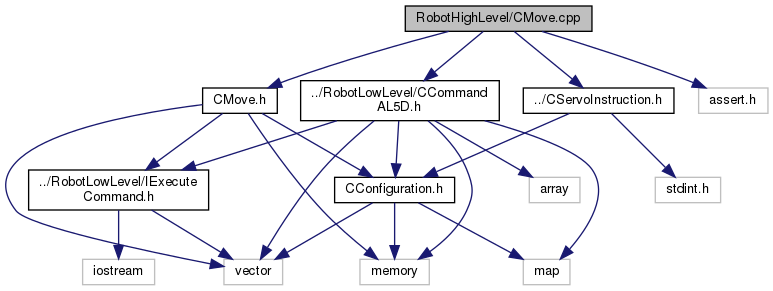 RobotHighLevel/CMove.cpp
CMove.h
../RobotLowLevel/CCommand
AL5D.h
../CServoInstruction.h
assert.h
../RobotLowLevel/IExecute
Command.h
CConfiguration.h
array
stdint.h
iostream
vector
memory
map